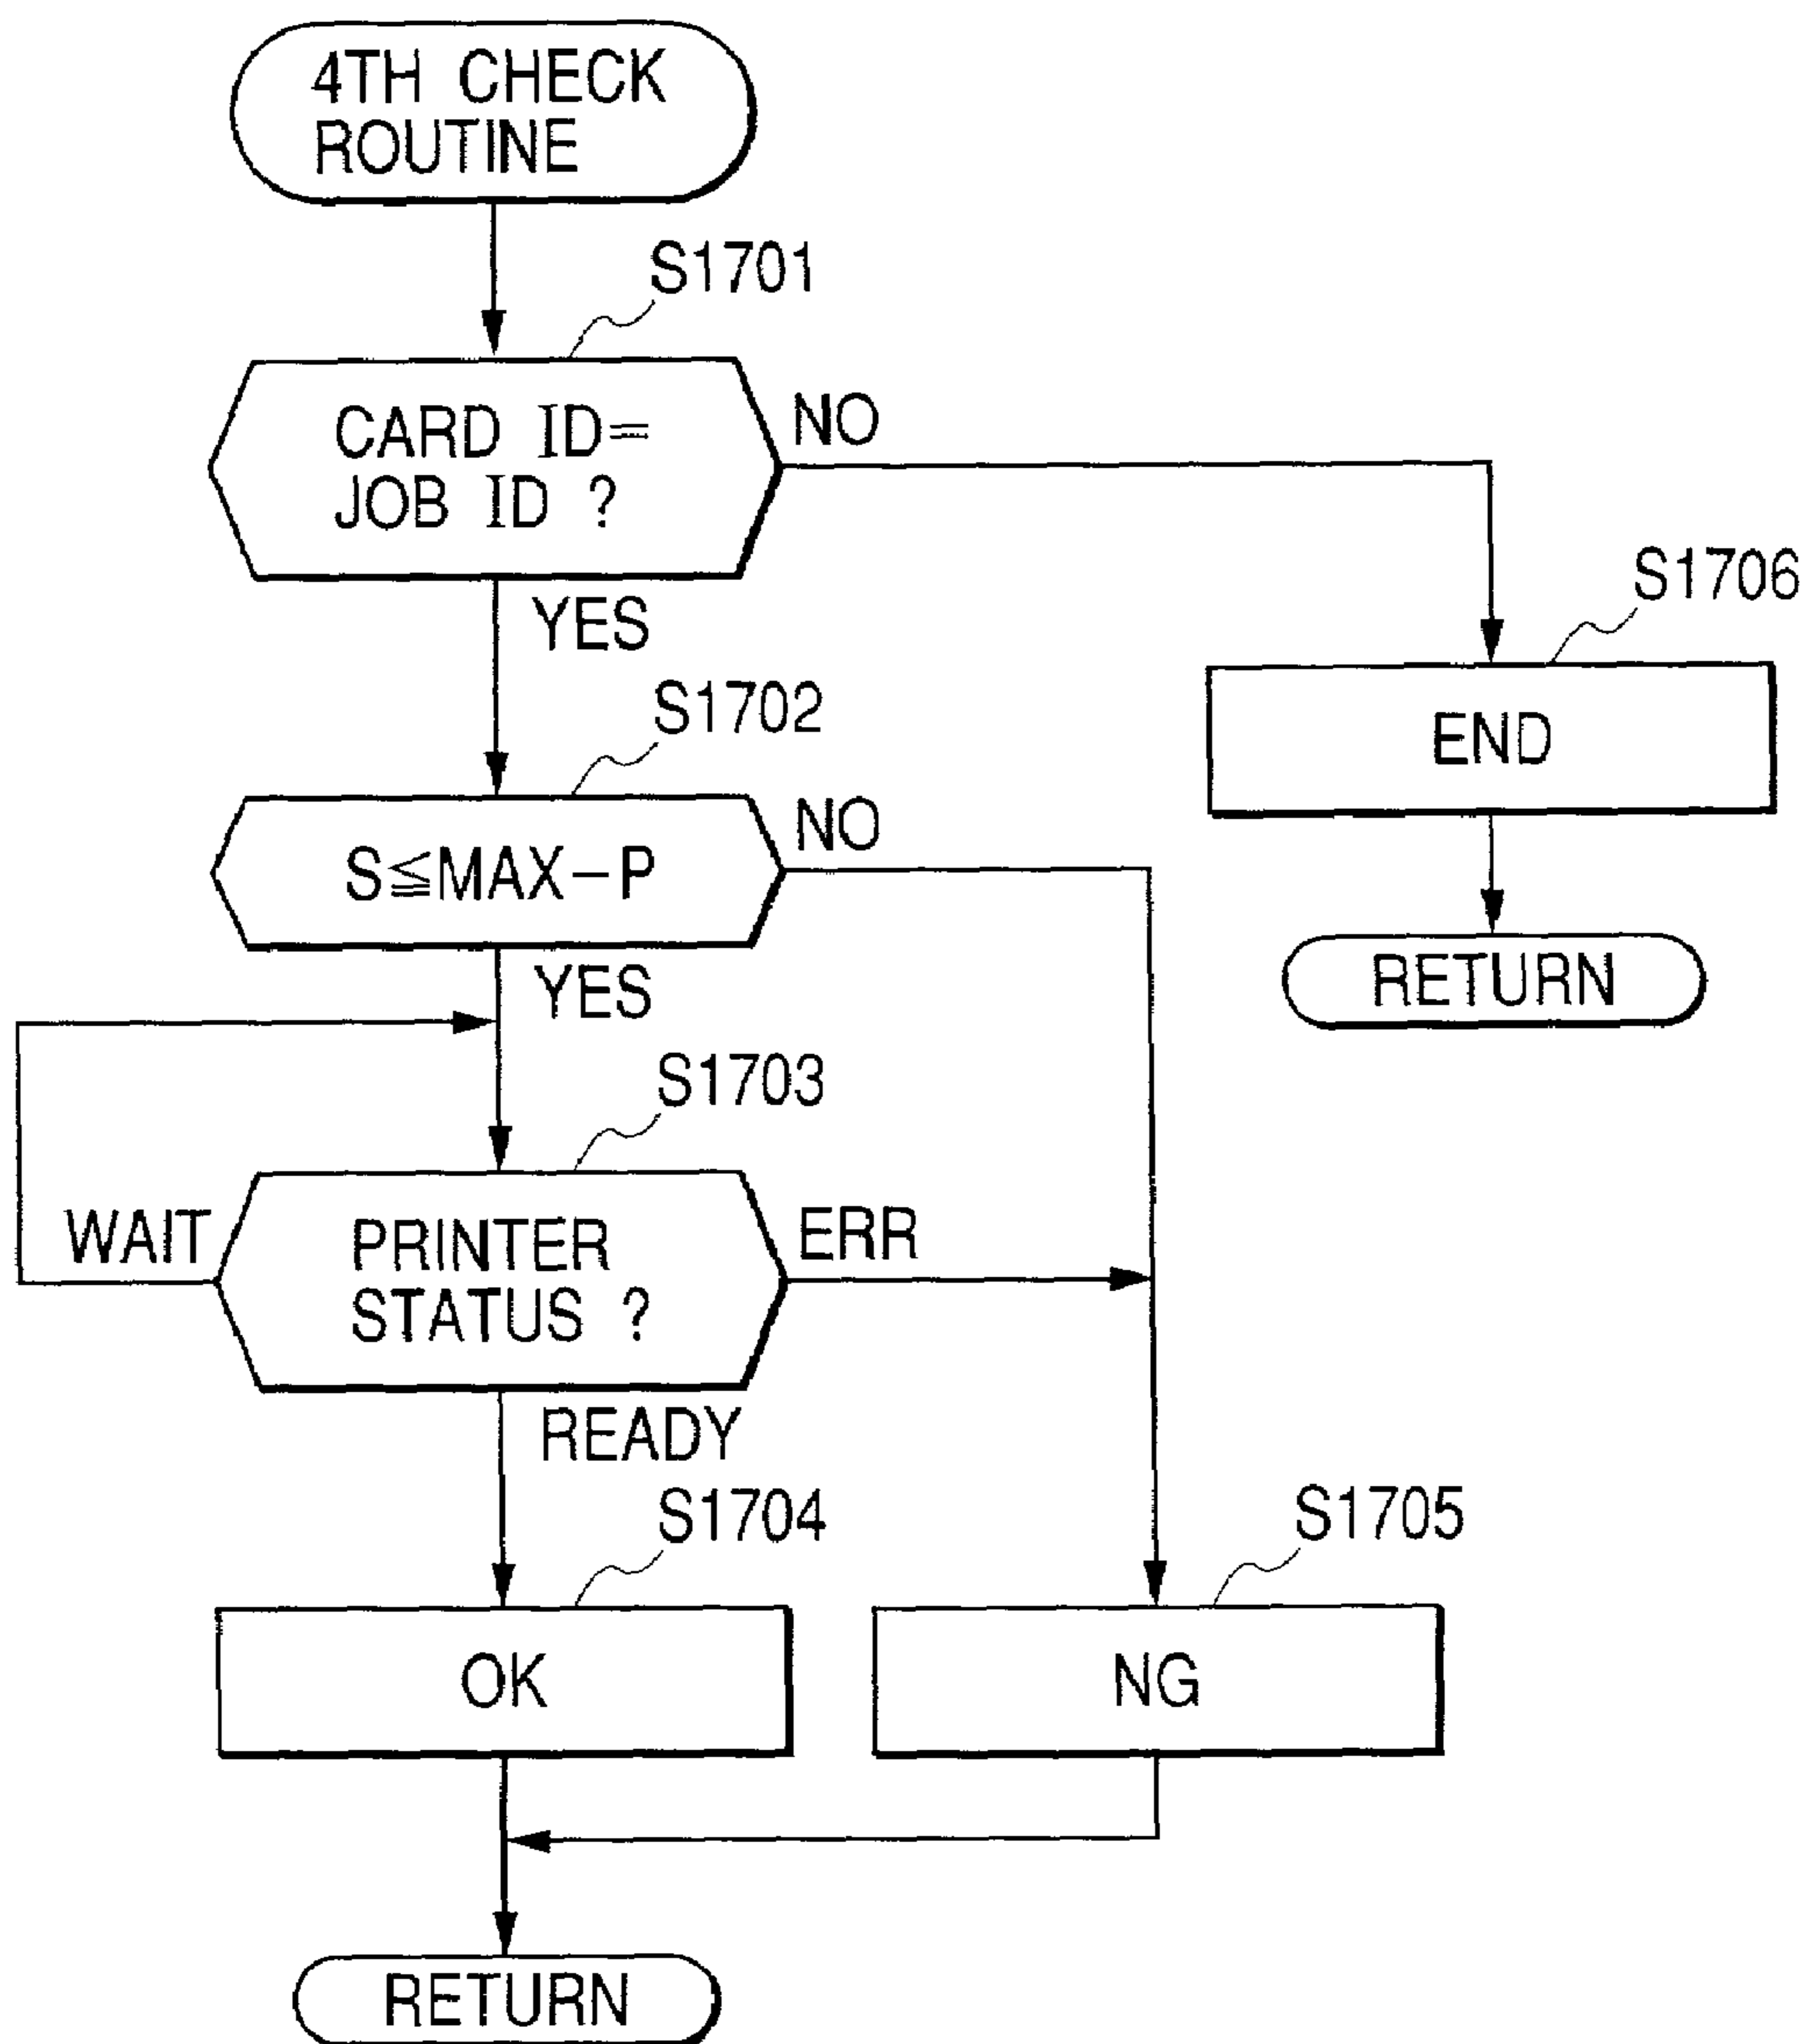 4TH CHECK
ROUTINE
S1701
CARD ID=
JOB ID ?
NO
YES
S1706
END
RETURN
S1702
S≦MAX-P
NO
YES
S1703
WAIT
PRINTER
STATUS ?
ERR
READY
S1704
OK
S1705
NG
RETURN